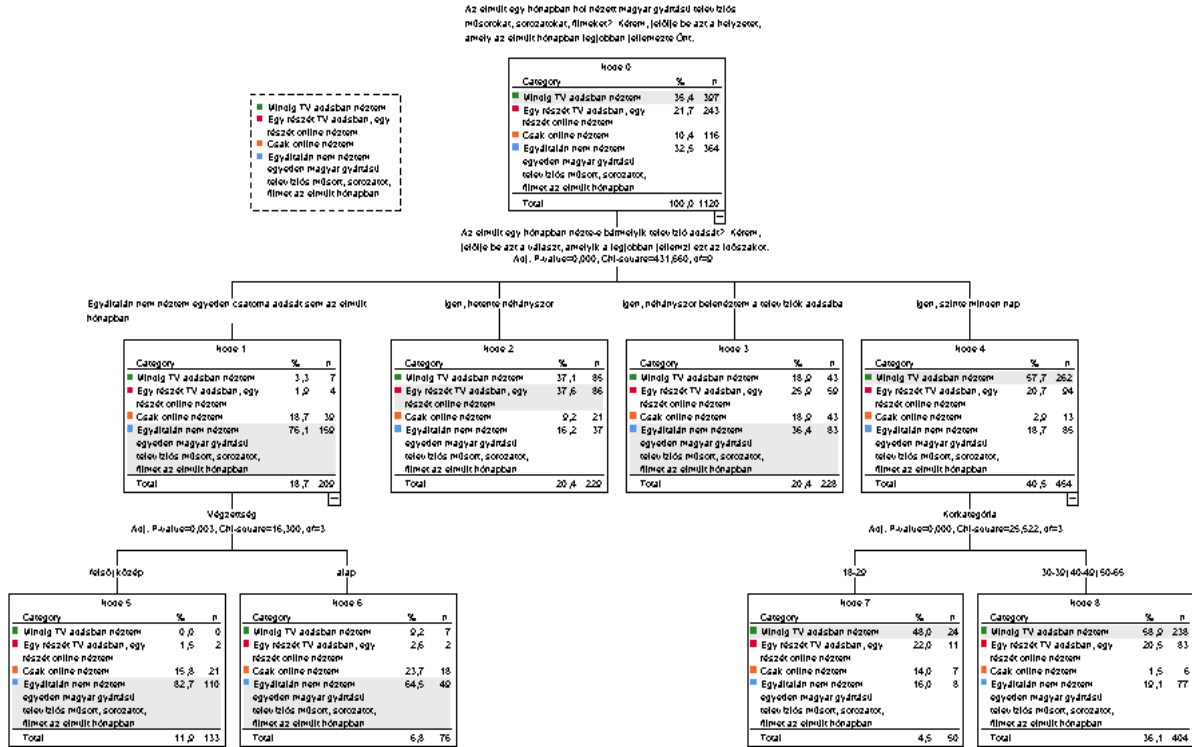 Az elmúlt egy hónapban hol nézett magyar gyártású televíziós
műsorokat, sorozatokat, filmeket? Kérem, jelölje be azt a helyzetet,
amely az elmúlt hónapban legjobban jellemezte Önt.
Node 0
Category % n
Mindig TV adásban néztem 35,4 397
Egy részét TV adásban, egy 21,7 243
részét online néztem
Csak online néztem 10,4 116
Egyáltalán nem néztem 32,5 364
egyetlen magyar gyártású
televíziós műsort, sorozatot,
filmet az elmúlt hónapban
Total 100,0 1120
Mindig TV adásban néztem
Egy részét TV adásban, egy
részét online néztem
Csak online néztem
Egyáltalán nem néztem
egyetlen magyar gyártású
televíziós műsort, sorozatot,
filmet az elmúlt hónapban
Az elmúlt egy hónapban nézte-e bármelyik televízió adását? Kérem,
jelölje be azt a választ, amelyik a legjobban jellemzi ezt az időszakot.
Adj. P-value=0,000, Chi-square=431,660, df=9
Egyáltalán nem néztem egyetlen csatorna adását sem az elmúlt
hónapban
Igen, hetente néhányszor
Igen, néhányszor belenéztem a televíziók adásába
Igen, szinte minden nap
Node 1
Category % n
Mindig TV adásban néztem 3,3 7
Egy részét TV adásban, egy 1,9 4
részét online néztem
Csak online néztem 18,7 39
Egyáltalán nem néztem 76,1 159
egyetlen magyar gyártású
televíziós műsort, sorozatot,
filmet az elmúlt hónapban
Total 18,7 209
Node 2
Category % n
Mindig TV adásban néztem 37,1 85
Egy részét TV adásban, egy 37,6 86
részét online néztem
Csak online néztem 9,2 21
Egyáltalán nem néztem 16,2 37
egyetlen magyar gyártású
televíziós műsort, sorozatot,
filmet az elmúlt hónapban
Total 20,4 229
Node 3
Category % n
Mindig TV adásban néztem 18,9 43
Egy részét TV adásban, egy 25,9 59
részét online néztem
Csak online néztem 18,9 43
Egyáltalán nem néztem 36,4 83
egyetlen magyar gyártású
televíziós műsort, sorozatot,
filmet az elmúlt hónapban
Total 20,4 228
Node 4
Category % n
Mindig TV adásban néztem 57,7 262
Egy részét TV adásban, egy 20,7 94
részét online néztem
Csak online néztem 2,9 13
Egyáltalán nem néztem 18,7 85
egyetlen magyar gyártású
televíziós műsort, sorozatot,
filmet az elmúlt hónapban
Total 40,5 454
Végzettség
Adj. P-value=0,003, Chi-square=16,300, df=3
Korkategória
Adj. P-value=0,000, Chi-square=25,522, df=3
felső; közép
alap
18-29
30-39; 40-49; 50-65
Node 5
Category % n
Mindig TV adásban néztem 0,0 0
Egy részét TV adásban, egy 1,5 2
részét online néztem
Csak online néztem 15,8 21
Egyáltalán nem néztem 82,7 110
egyetlen magyar gyártású
televíziós műsort, sorozatot,
filmet az elmúlt hónapban
Total 11,9 133
Node 6
Category % n
Mindig TV adásban néztem 9,2 7
Egy részét TV adásban, egy 2,6 2
részét online néztem
Csak online néztem 23,7 18
Egyáltalán nem néztem 64,5 49
egyetlen magyar gyártású
televíziós műsort, sorozatot,
filmet az elmúlt hónapban
Total 6,8 76
Node 7
Category % n
Mindig TV adásban néztem 48,0 24
Egy részét TV adásban, egy 22,0 11
részét online néztem
Csak online néztem 14,0 7
Egyáltalán nem néztem 16,0 8
egyetlen magyar gyártású
televíziós műsort, sorozatot,
filmet az elmúlt hónapban
Total 4,5 50
Node 8
Category % n
Mindig TV adásban néztem 58,9 238
Egy részét TV adásban, egy 20,5 83
részét online néztem
Csak online néztem 1,5 6
Egyáltalán nem néztem 19,1 77
egyetlen magyar gyártású
televíziós műsort, sorozatot,
filmet az elmúlt hónapban
Total 36,1 404